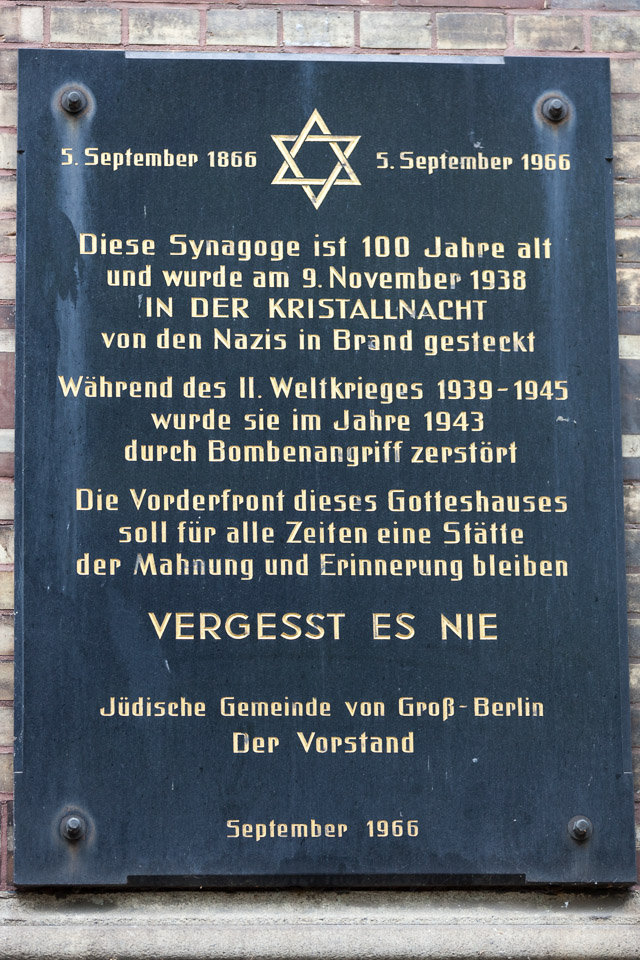 5. September 1866 5. September 1966
Diese Synagoge ist 100 Jahre alt
und wurde am 9. November 1938
IN DER KRISTALLNACHT
von den Nazis in Brand gesteckt
Während des II. Weltkrieges 1939-1945
wurde sie im Jahre 1943
durch Bombenangriff zerstört
Die Vorderfront dieses Gotteshauses
soll für alle Zeiten eine Stätte
der Mahnung und Erinnerung bleiben
VERGESST ES NIE
Jüdische Gemeinde von Groß-Berlin
Der Vorstand
September 1966